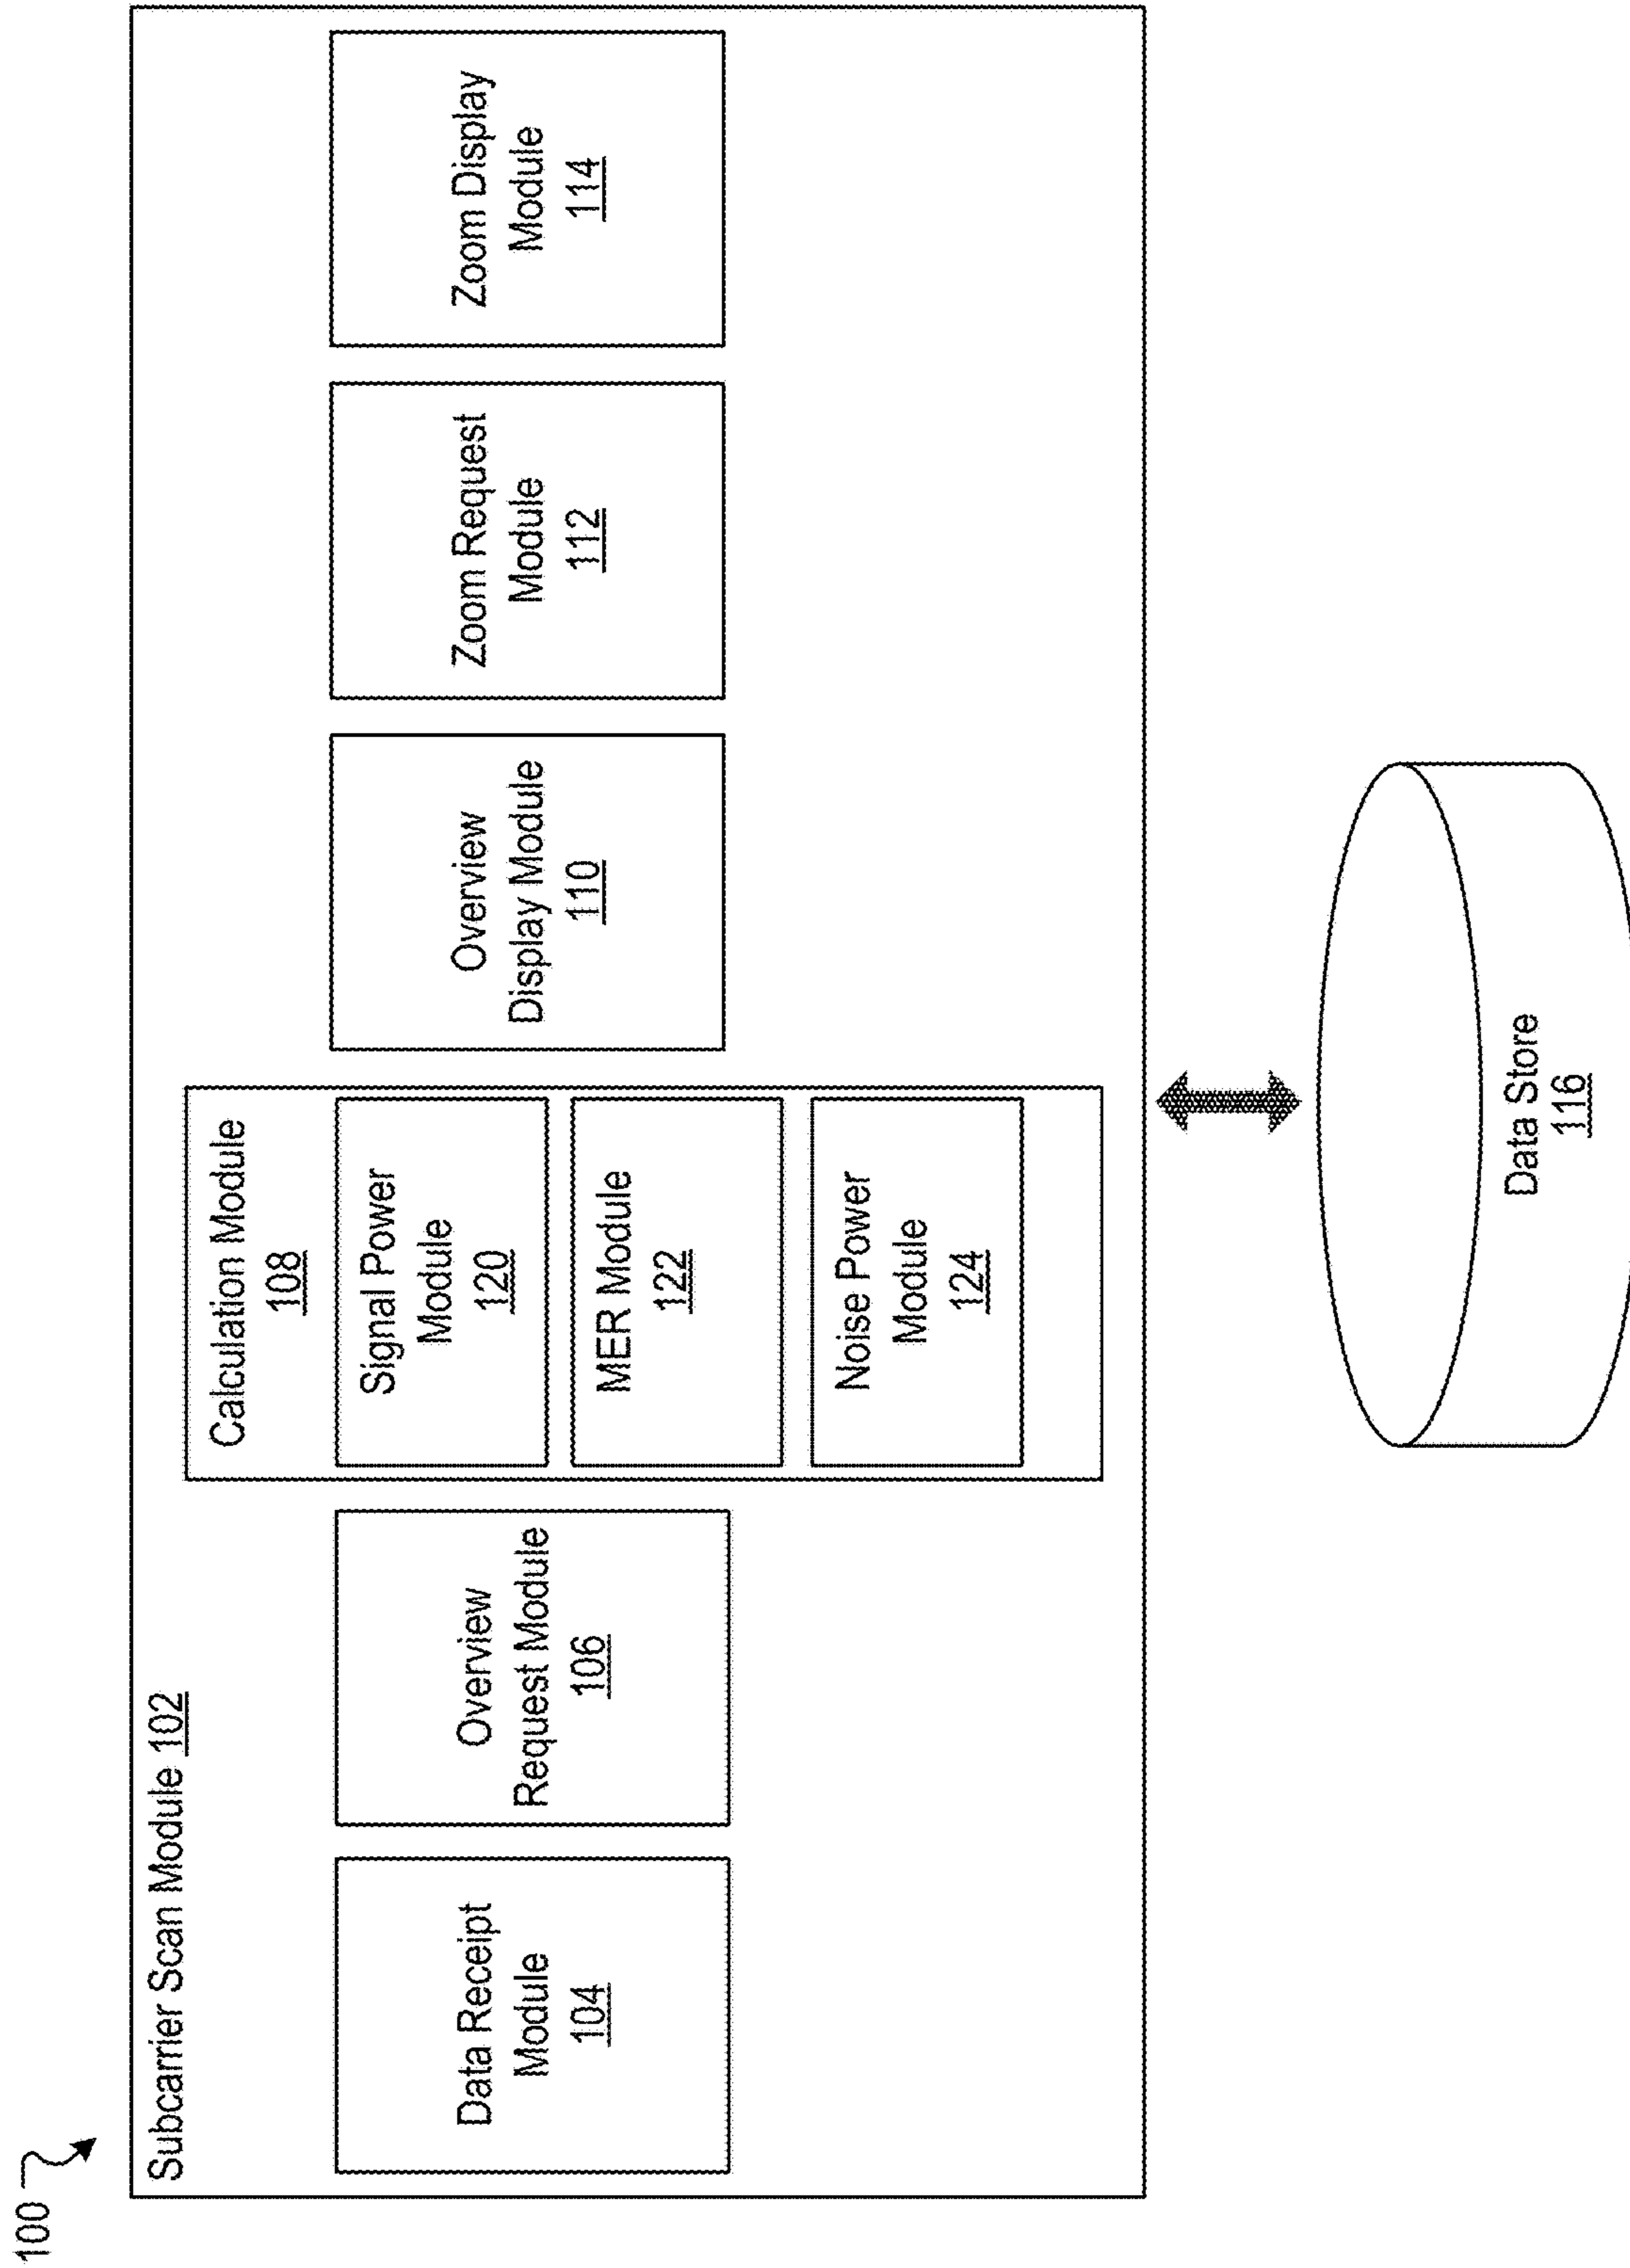 100
Subcarrier Scan Module 102
Data Receipt
Module
104
Overview
Request Module
106
Calculation Module
108
Signal Power
Module
120
MER Module
122
Noise Power
Module
124
Overview
Display Module
110
Zoom Request
Module
112
Zoom Display
Module
114
Data Store
116